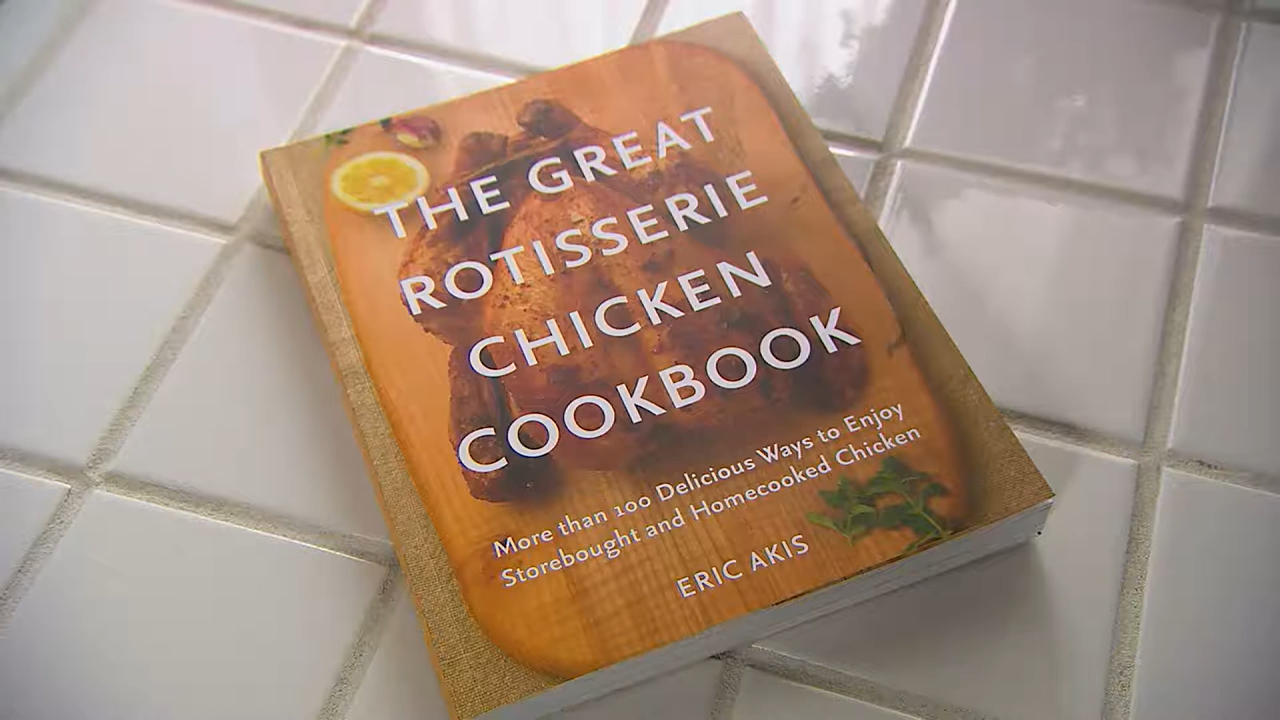 THE GREAT
ROTISSERIE
CHICKEN
COOKBOOK
More than 100 Delicious Ways to Enjoy
Storebought and Homecooked Chicken
ERIC AKIS